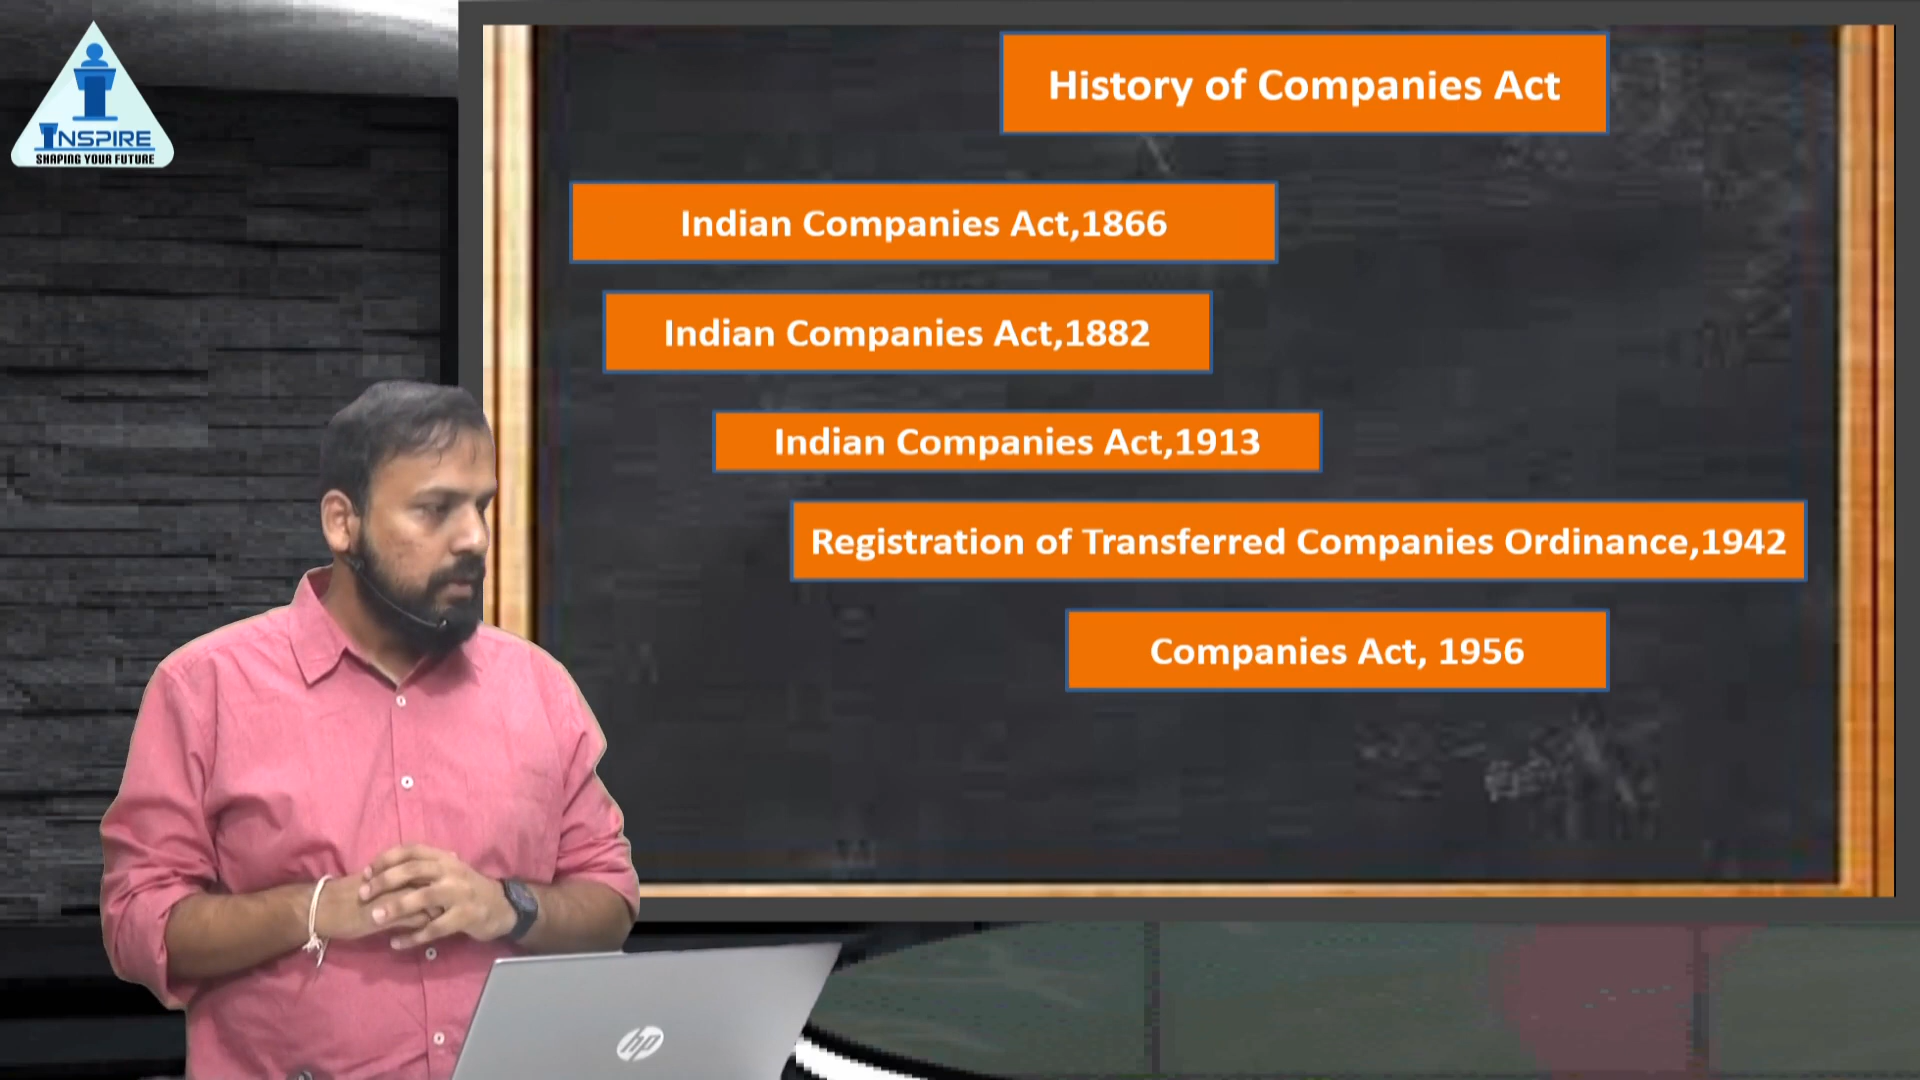 INSPIRE
SHAPING YOUR FUTURE
History of Companies Act
Indian Companies Act,1866
Indian Companies Act,1882
Indian Companies Act,1913
Registration of Transferred Companies Ordinance,1942
Companies Act, 1956
hp